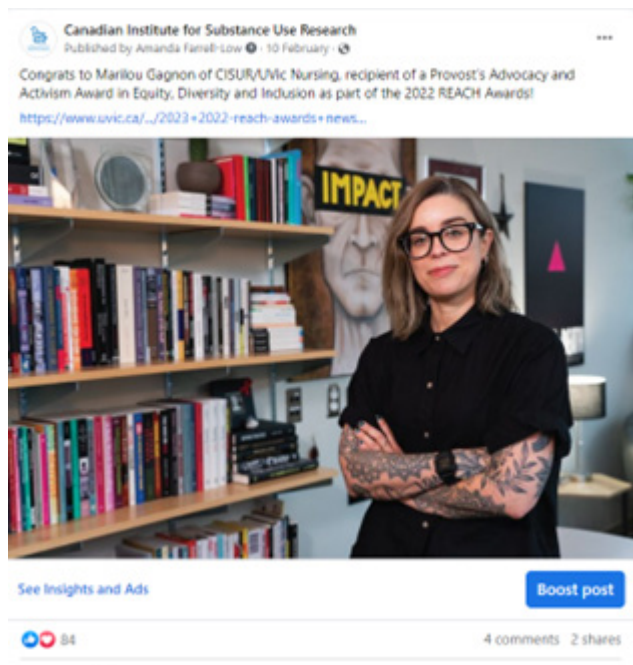 Canadian Institute for Substance Use Research
Published by Amanda Farrell-Low · 10 February ·
Congrats to Marilou Gagnon of CISUR/UVic Nursing, recipient of a Provost's Advocacy and
Activism Award in Equity, Diversity and Inclusion as part of the 2022 REACH Awards!
https://www.uvic.ca/.../2023+2022-reach-awards+news...
IMPACT
See Insights and Ads
Boost post
84
4 comments 2 shares